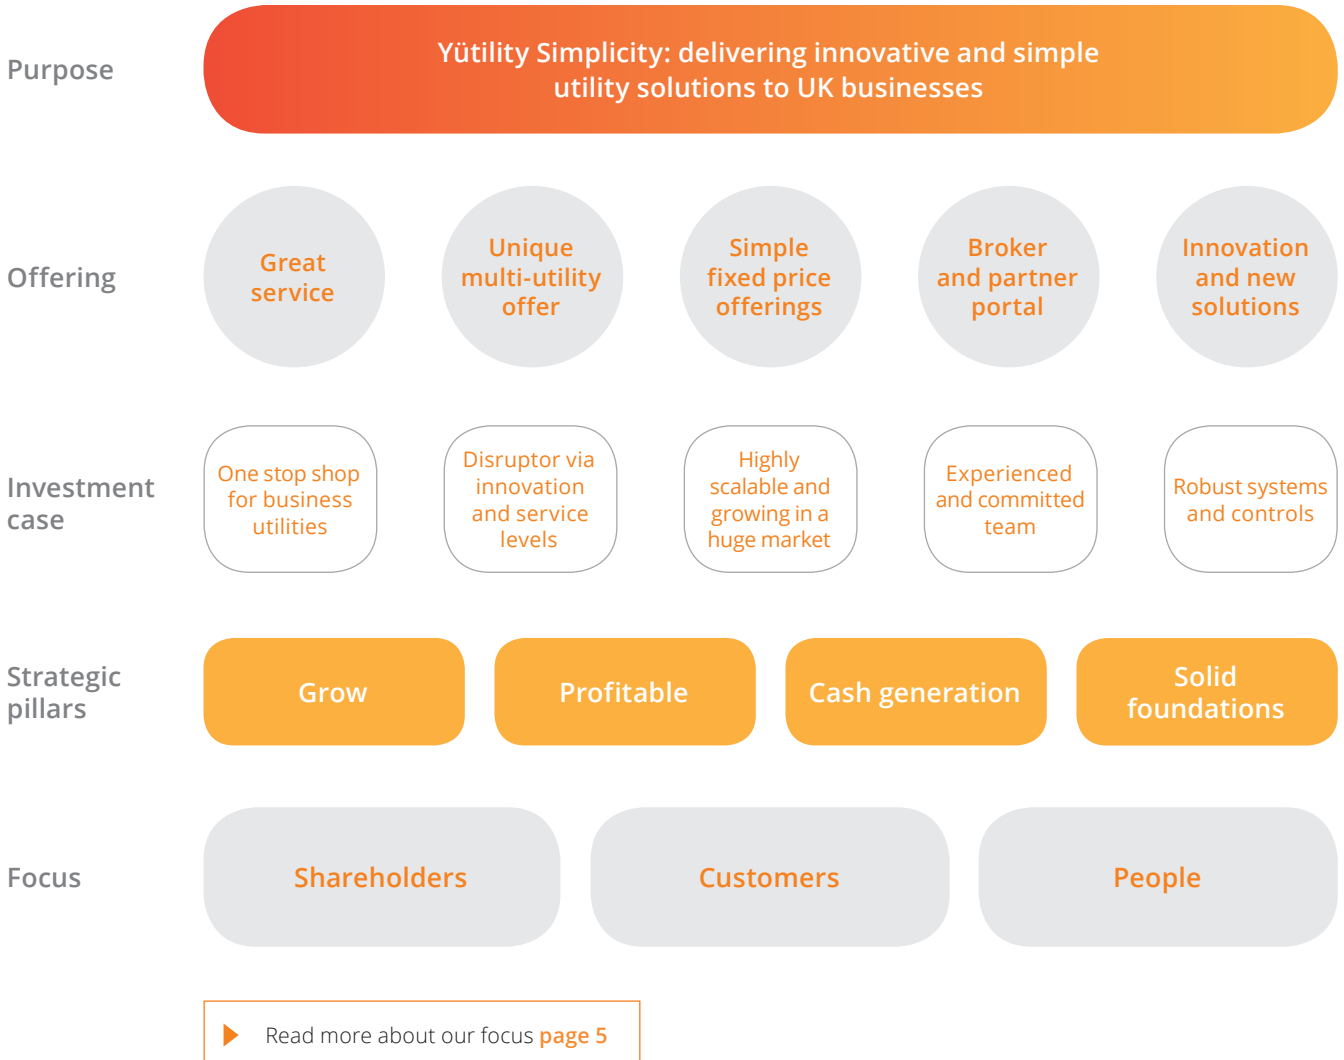 Purpose
Yütility Simplicity: delivering innovative and simple
utility solutions to UK businesses
Offering
Great
service
Unique
multi-utility
offer
Simple
fixed price
offerings
Broker
and partner
portal
Innovation
and new
solutions
Investment
case
One stop shop
for business
utilities
Disruptor via
innovation
and service
levels
Highly
scalable and
growing in a
huge market
Experienced
and committed
team
Robust systems
and controls
Strategic
pillars
Grow
Profitable
Cash generation
Solid
foundations
Focus
Shareholders
Customers
People
Read more about our focus page 5